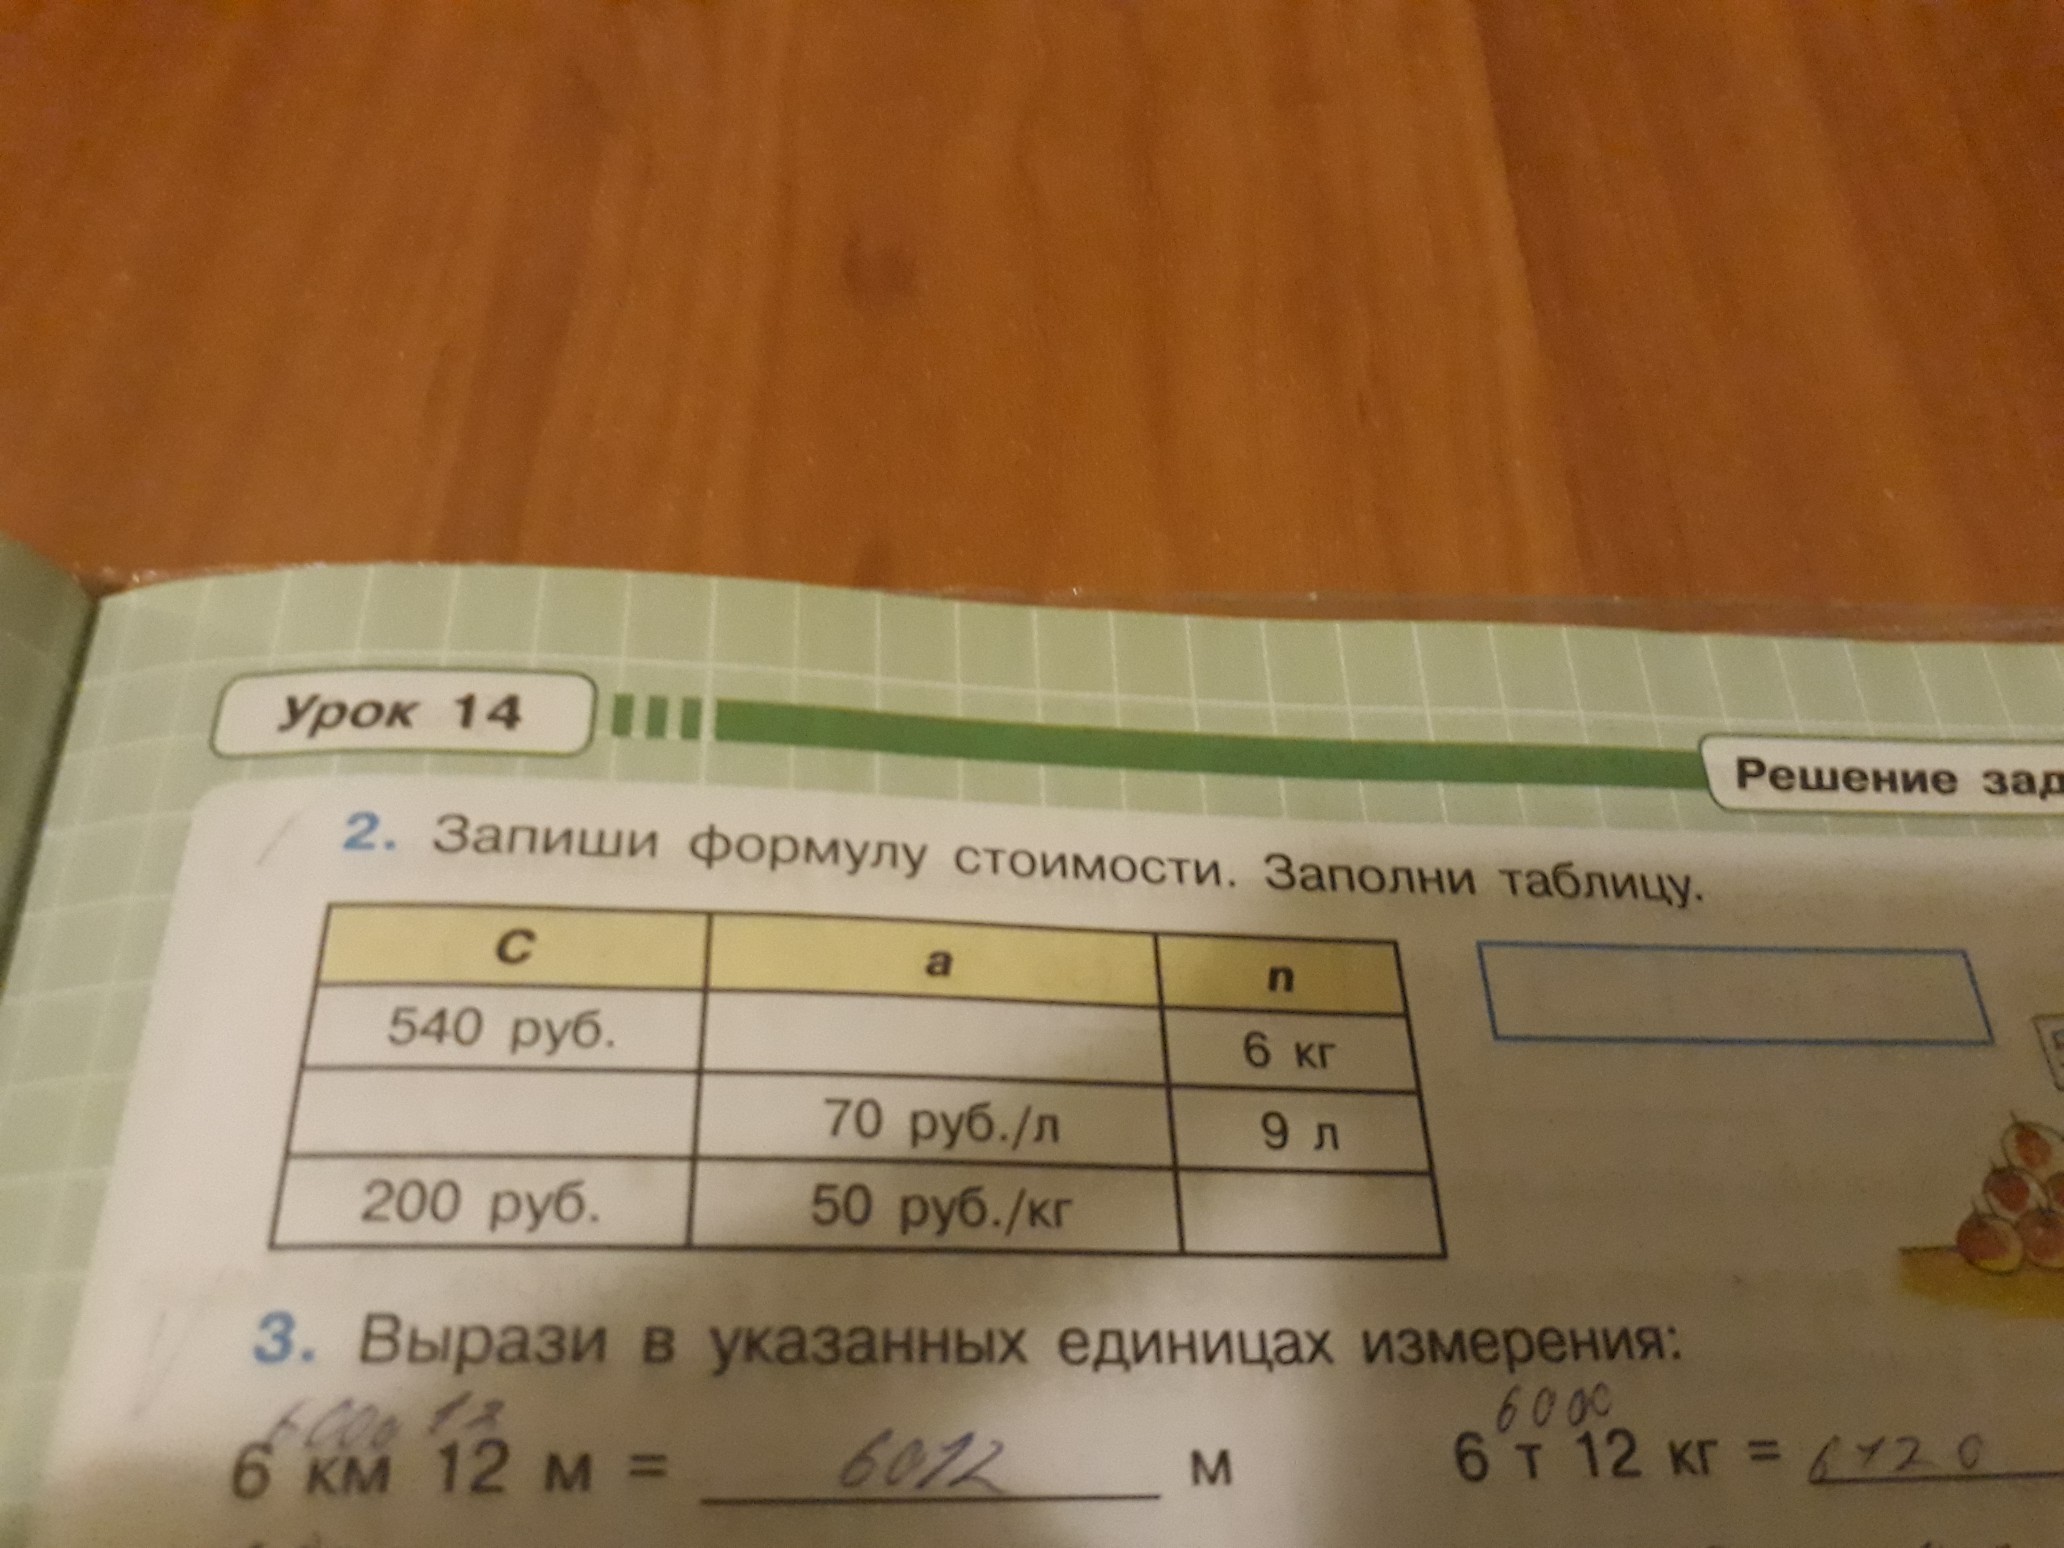 Урок 14
Решение зад
2. Запиши формулу стоимости. Заполни таблицу.
С a n
540 руб. 6 кг
70 руб./л 9 л
200 руб. 50 руб./кг
3. Вырази в указанных единицах измерения:
6000 12 6000
6 км 12 м = 6012 м 6 т 12 кг = 6120